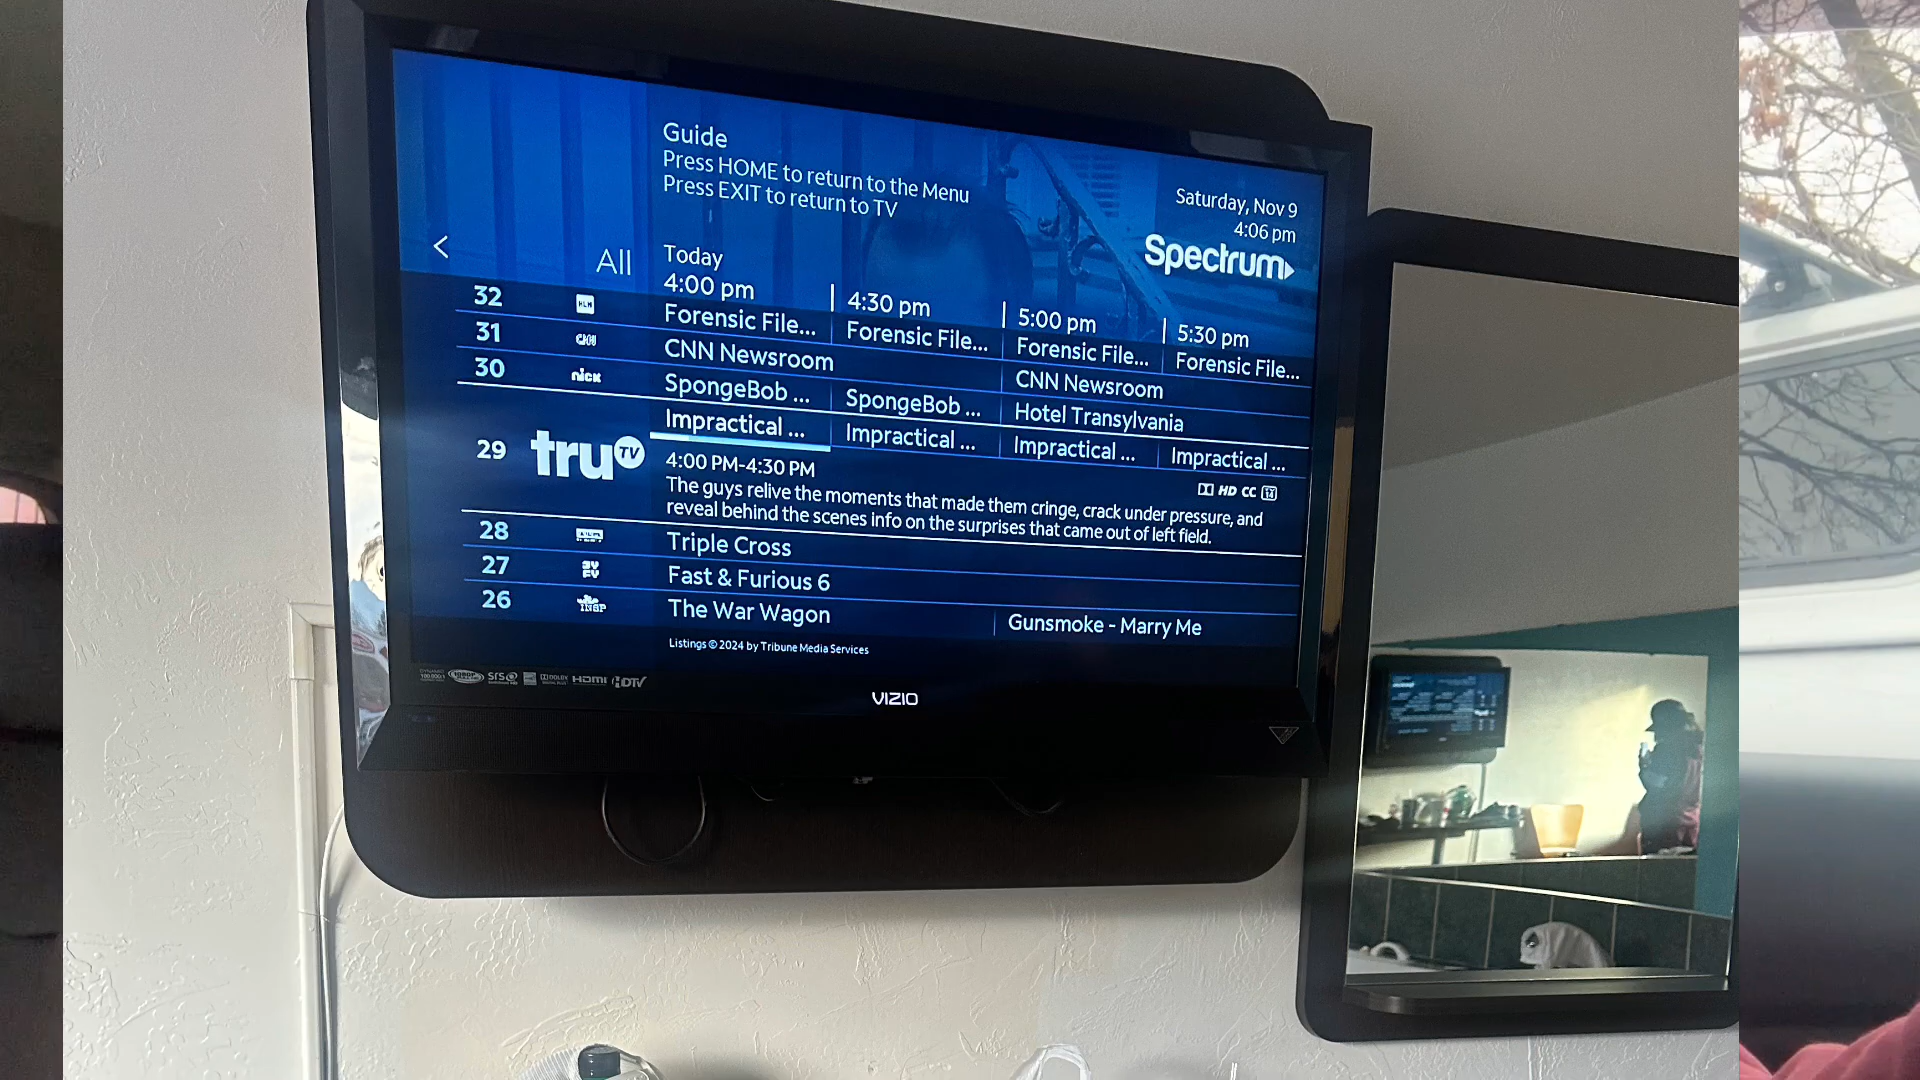 Guide
Press HOME to return to the Menu
Press EXIT to return to TV
Saturday, Nov 9
4:06 pm
Spectrum
<
All
Today
4:00 pm
4:30 pm
5:00 pm
5:30 pm
32 HLN Forensic File... Forensic File... Forensic File... Forensic File...
31 CNN CNN Newsroom CNN Newsroom
30 nick SpongeBob ... SpongeBob ... Hotel Transylvania
29 truTV Impractical ... Impractical ... Impractical ... Impractical ...
4:00 PM-4:30 PM
HD CC
The guys relive the moments that made them cringe, crack under pressure, and
reveal behind the scenes info on the surprises that came out of left field.
28 Triple Cross
27 Fast & Furious 6
26 INSP The War Wagon Gunsmoke - Marry Me
Listings © 2024 by Tribune Media Services
1080P SRS DOLBY HDMI HDTV
VIZIO